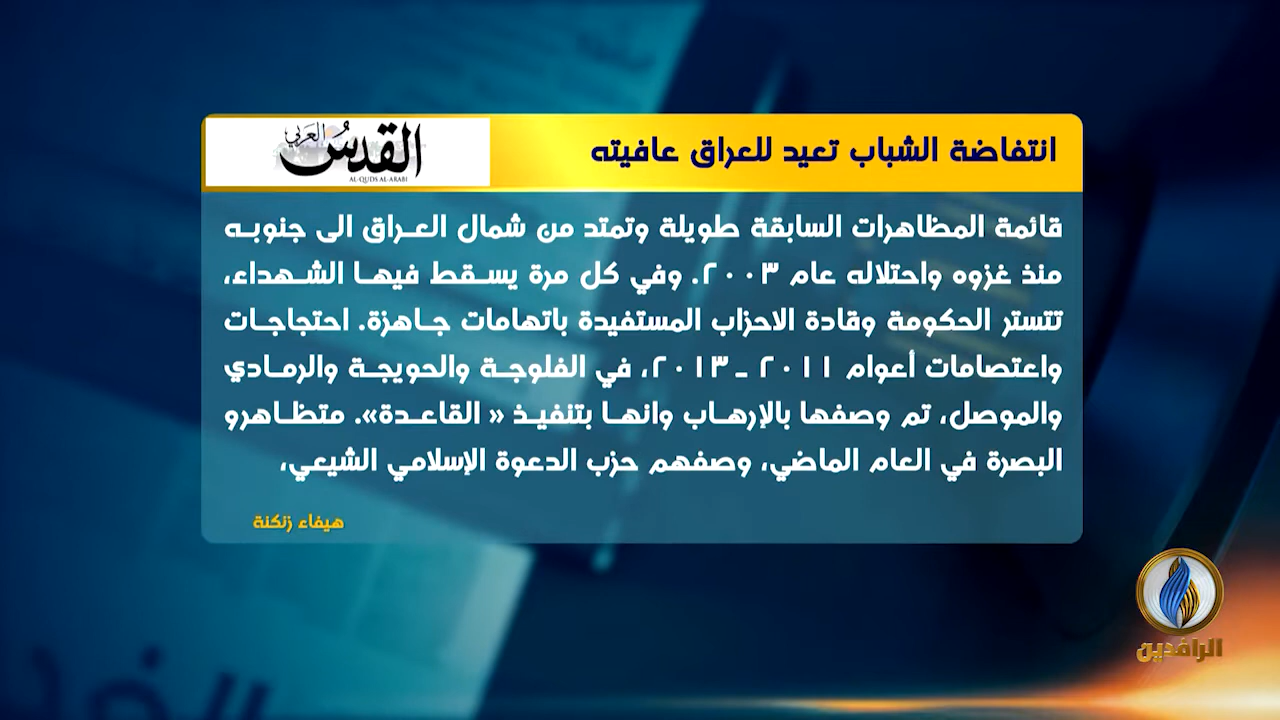 انتفاضة الشباب تعيد للعراق عافيته
القدس العربي
AL-QUDS AL-ARABI
قائمة المظاهرات السابقة طويلة وتمتد من شمال العراق الى جنوبه
منذ غزوه واحتلاله عام ٢٠٠٣. وفي كل مرة يسقط فيها الشهداء،
تتستر الحكومة وقادة الاحزاب المستفيدة باتهامات جاهزة. احتجاجات
واعتصامات أعوام ٢٠١١ ـ ٢٠١٣، في الفلوجة والحويجة والرمادي
والموصل، تم وصفها بالإرهاب وانها بتنفيذ « القاعدة». متظاهرو
البصرة في العام الماضي، وصفهم حزب الدعوة الإسلامي الشيعي،
هيفاء زنكنة
الرافدين